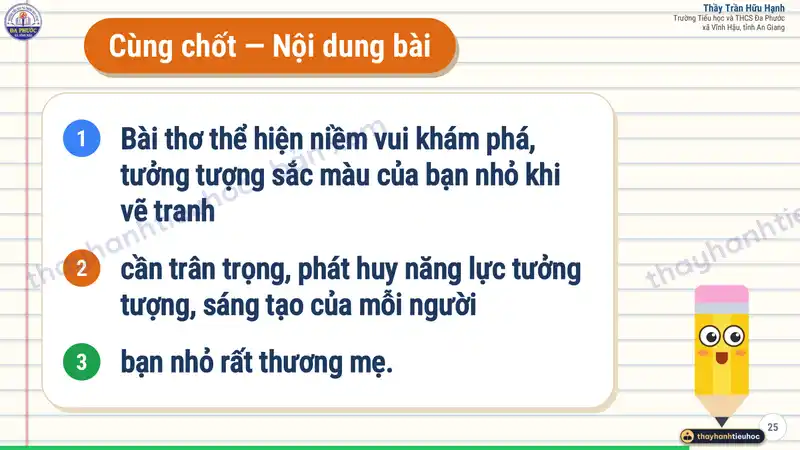 Thầy Trần Hữu Hạnh
Trường Tiểu học và THCS Đa Phước
xã Vĩnh Hậu, tỉnh An Giang
ĐA PHƯỚC
Cùng chốt — Nội dung bài
1 Bài thơ thể hiện niềm vui khám phá,
tưởng tượng sắc màu của bạn nhỏ khi
vẽ tranh
2 cần trân trọng, phát huy năng lực tưởng
tượng, sáng tạo của mỗi người
3 bạn nhỏ rất thương mẹ.
thayhanhtieuhoc
25